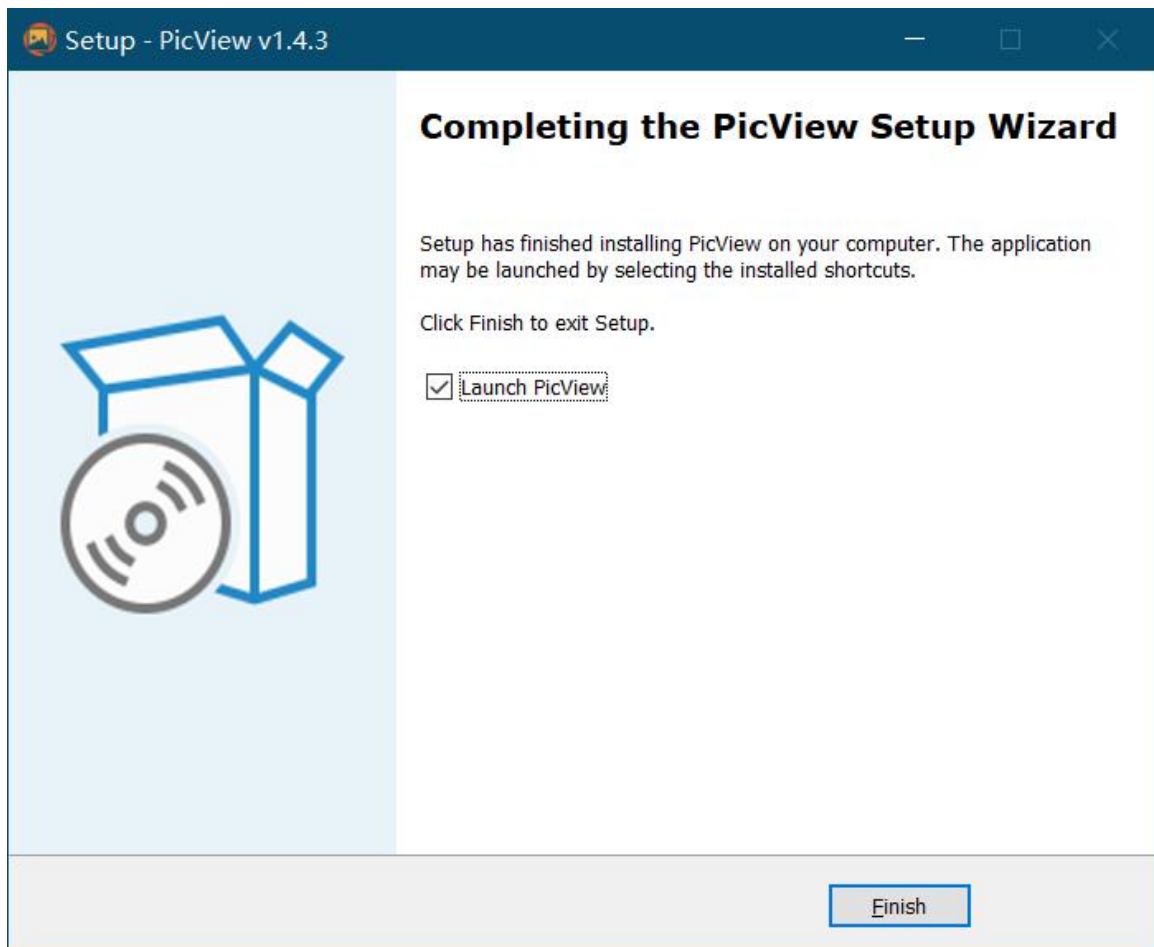 Setup - PicView v1.4.3
Completing the PicView Setup Wizard
Setup has finished installing PicView on your computer. The application
may be launched by selecting the installed shortcuts.
Click Finish to exit Setup.
Launch PicView
Finish